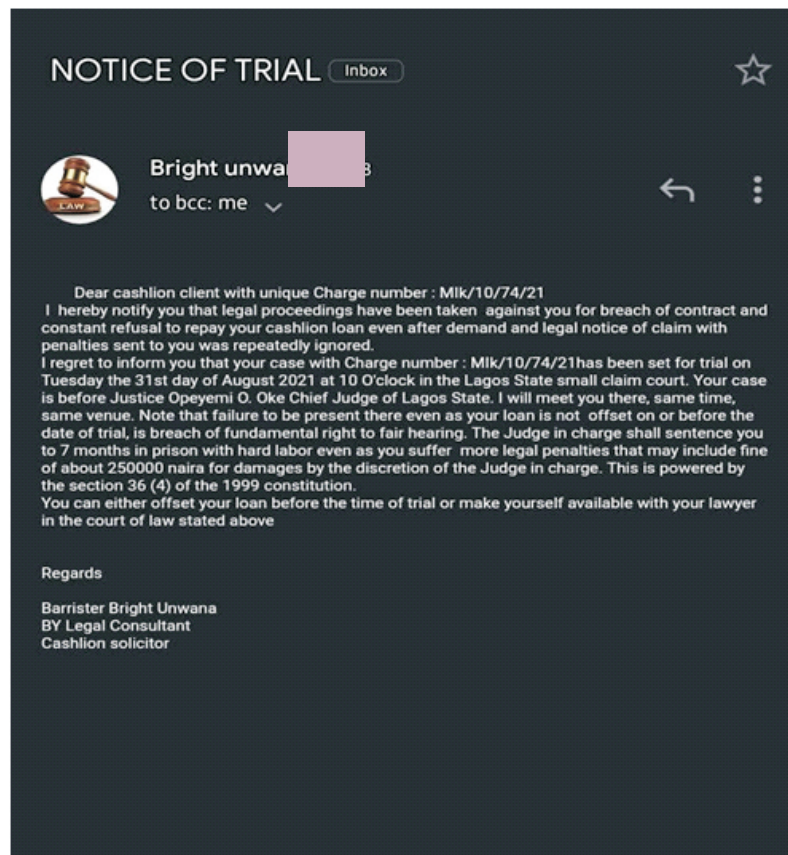 NOTICE OF TRIAL Inbox
LAW
Bright unwa 3
to bcc: me
Dear cashlion client with unique Charge number : Mlk/10/74/21
I hereby notify you that legal proceedings have been taken against you for breach of contract and
constant refusal to repay your cashlion loan even after demand and legal notice of claim with
penalties sent to you was repeatedly ignored.
I regret to inform you that your case with Charge number : Mlk/10/74/21has been set for trial on
Tuesday the 31st day of August 2021 at 10 O'clock in the Lagos State small claim court. Your case
is before Justice Opeyemi O. Oke Chief Judge of Lagos State. I will meet you there, same time,
same venue. Note that failure to be present there even as your loan is not offset on or before the
date of trial, is breach of fundamental right to fair hearing. The Judge in charge shall sentence you
to 7 months in prison with hard labor even as you suffer more legal penalties that may include fine
of about 250000 naira for damages by the discretion of the Judge in charge. This is powered by
the section 36 (4) of the 1999 constitution.
You can either offset your loan before the time of trial or make yourself available with your lawyer
in the court of law stated above
Regards
Barrister Bright Unwana
BY Legal Consultant
Cashlion solicitor